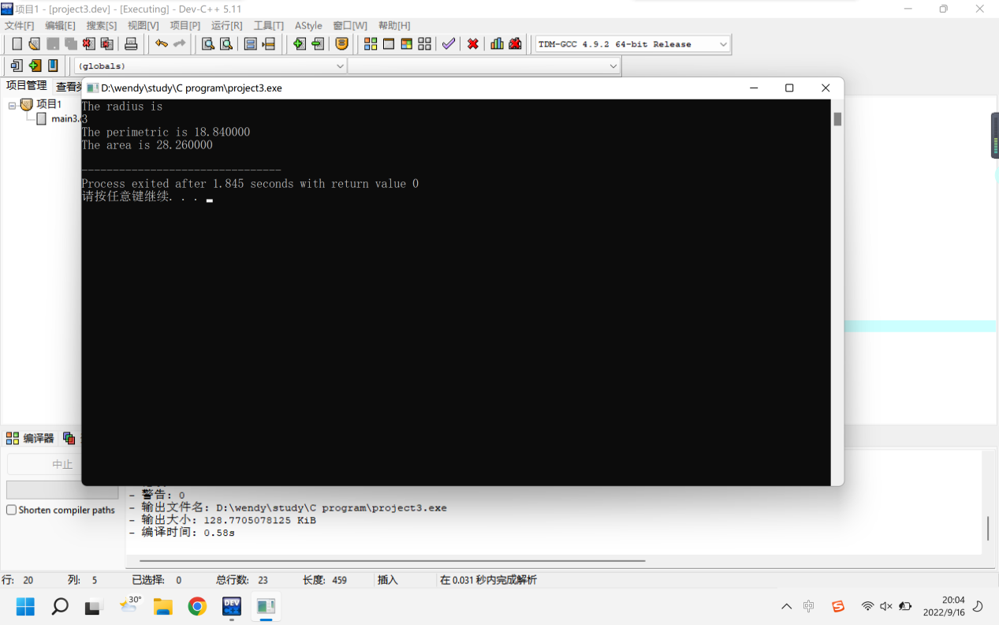 项目1 - [project3.dev] - [Executing] - Dev-C++ 5.11
文件[F] 编辑[E] 搜索[S] 视图[V] 项目[P] 运行[R] 工具[T] AStyle 窗口[W] 帮助[H]
TDM-GCC 4.9.2 64-bit Release
(globals)
项目管理 查看
D:\wendy\study\C program\project3.exe
项目1
main3.
The radius is
3
The perimetric is 18.840000
The area is 28.260000
--------------------------------
Process exited after 1.845 seconds with return value 0
请按任意键继续. . .
编译器
中止
Shorten compiler paths
- 警告: 0
- 输出文件名: D:\wendy\study\C program\project3.exe
- 输出大小: 128.7705078125 KiB
- 编译时间: 0.58s
行: 20 列: 5 已选择: 0 总行数: 23 长度: 459 插入 在 0.031 秒内完成解析
30°
DEV
中
20:04
2022/9/16